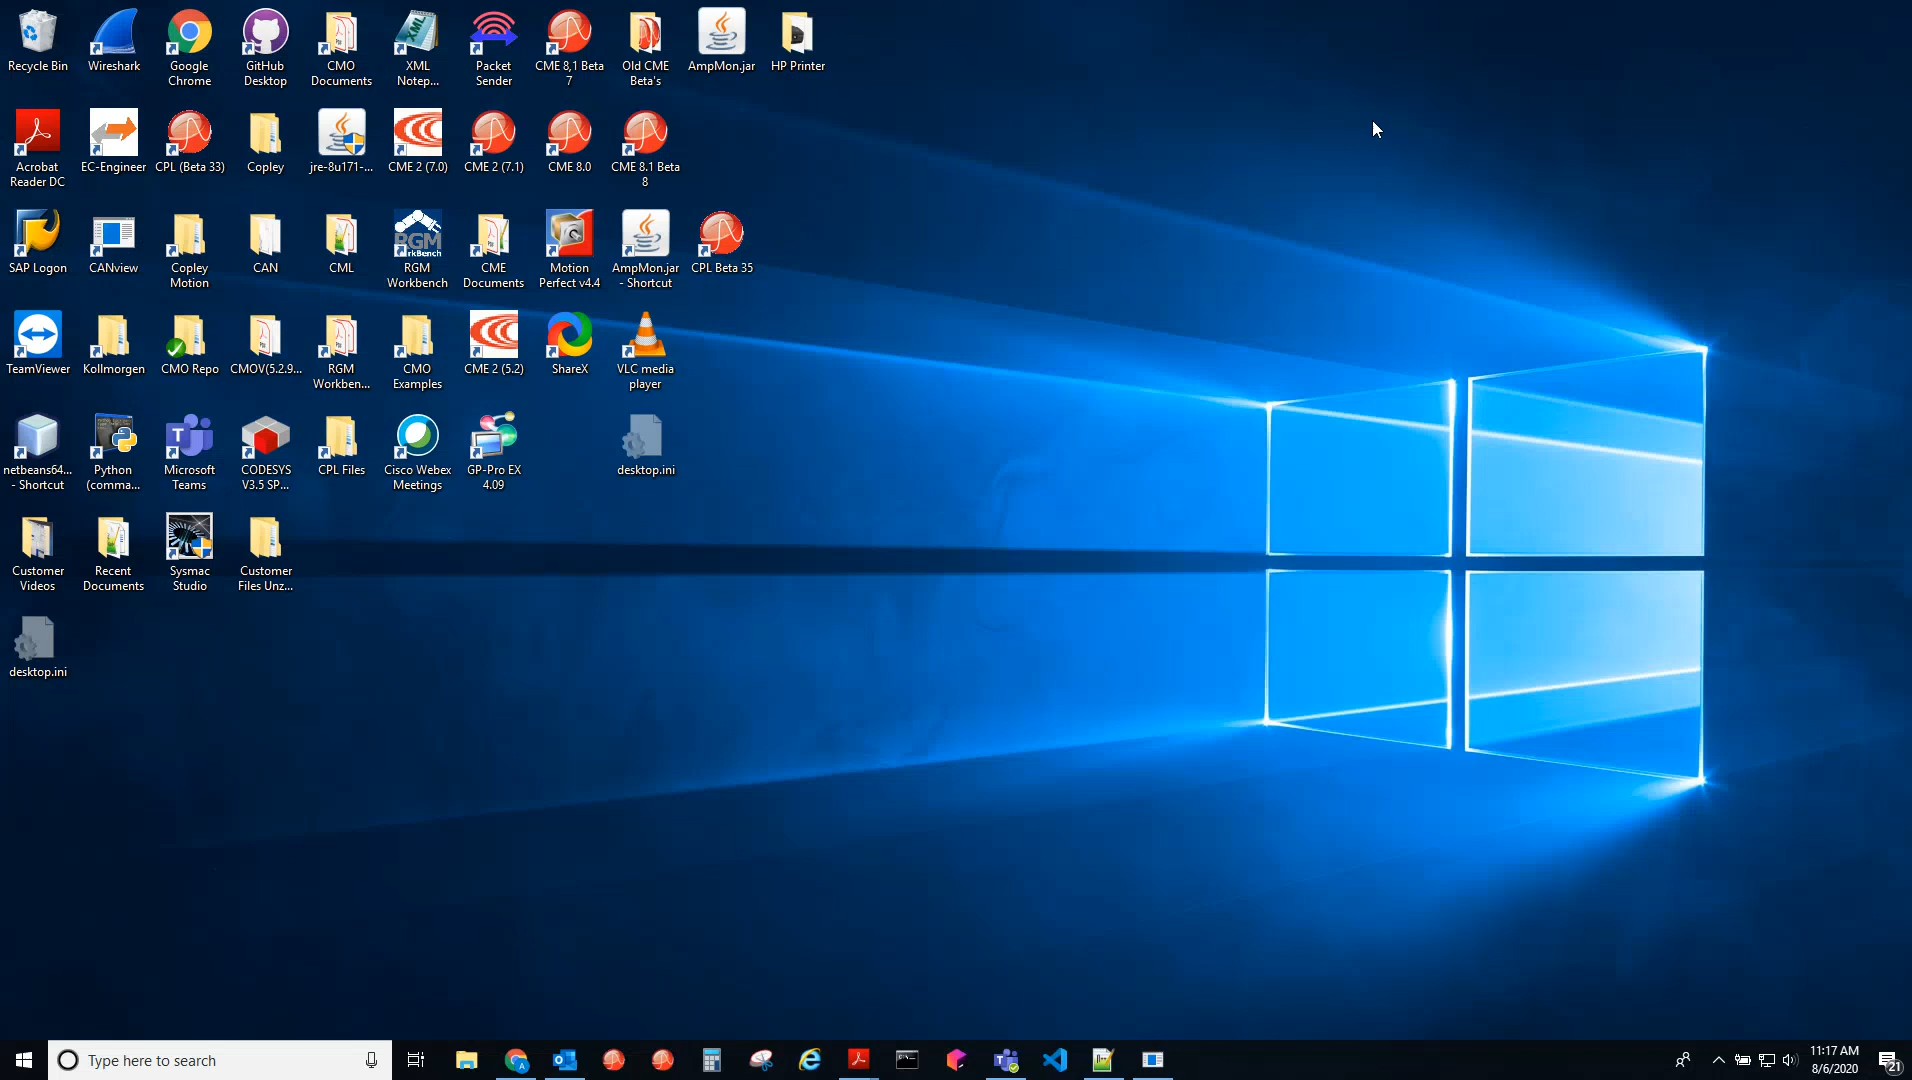 Recycle Bin
Wireshark
Google
Chrome
GitHub
Desktop
CMO
Documents
XML
Notep...
Packet
Sender
CME 8,1 Beta
7
Old CME
Beta's
AmpMon.jar
HP Printer
Acrobat
Reader DC
EC-Engineer
CPL (Beta 33)
Copley
jre-8u171-...
CME 2 (7.0)
CME 2 (7.1)
CME 8.0
CME 8.1 Beta
8
SAP Logon
CANview
Copley
Motion
CAN
CML
RGM
Workbench
CME
Documents
Motion
Perfect v4.4
AmpMon.jar
- Shortcut
CPL Beta 35
TeamViewer
Kollmorgen
CMO Repo
CMOV(5.2.9...
RGM
Workben...
CMO
Examples
CME 2 (5.2)
ShareX
VLC media
player
netbeans64...
- Shortcut
Python
(comma...
Microsoft
Teams
CODESYS
V3.5 SP...
CPL Files
Cisco Webex
Meetings
GP-Pro EX
4.09
desktop.ini
Customer
Videos
Recent
Documents
Sysmac
Studio
Customer
Files Unz...
desktop.ini
Type here to search
11:17 AM
8/6/2020
21